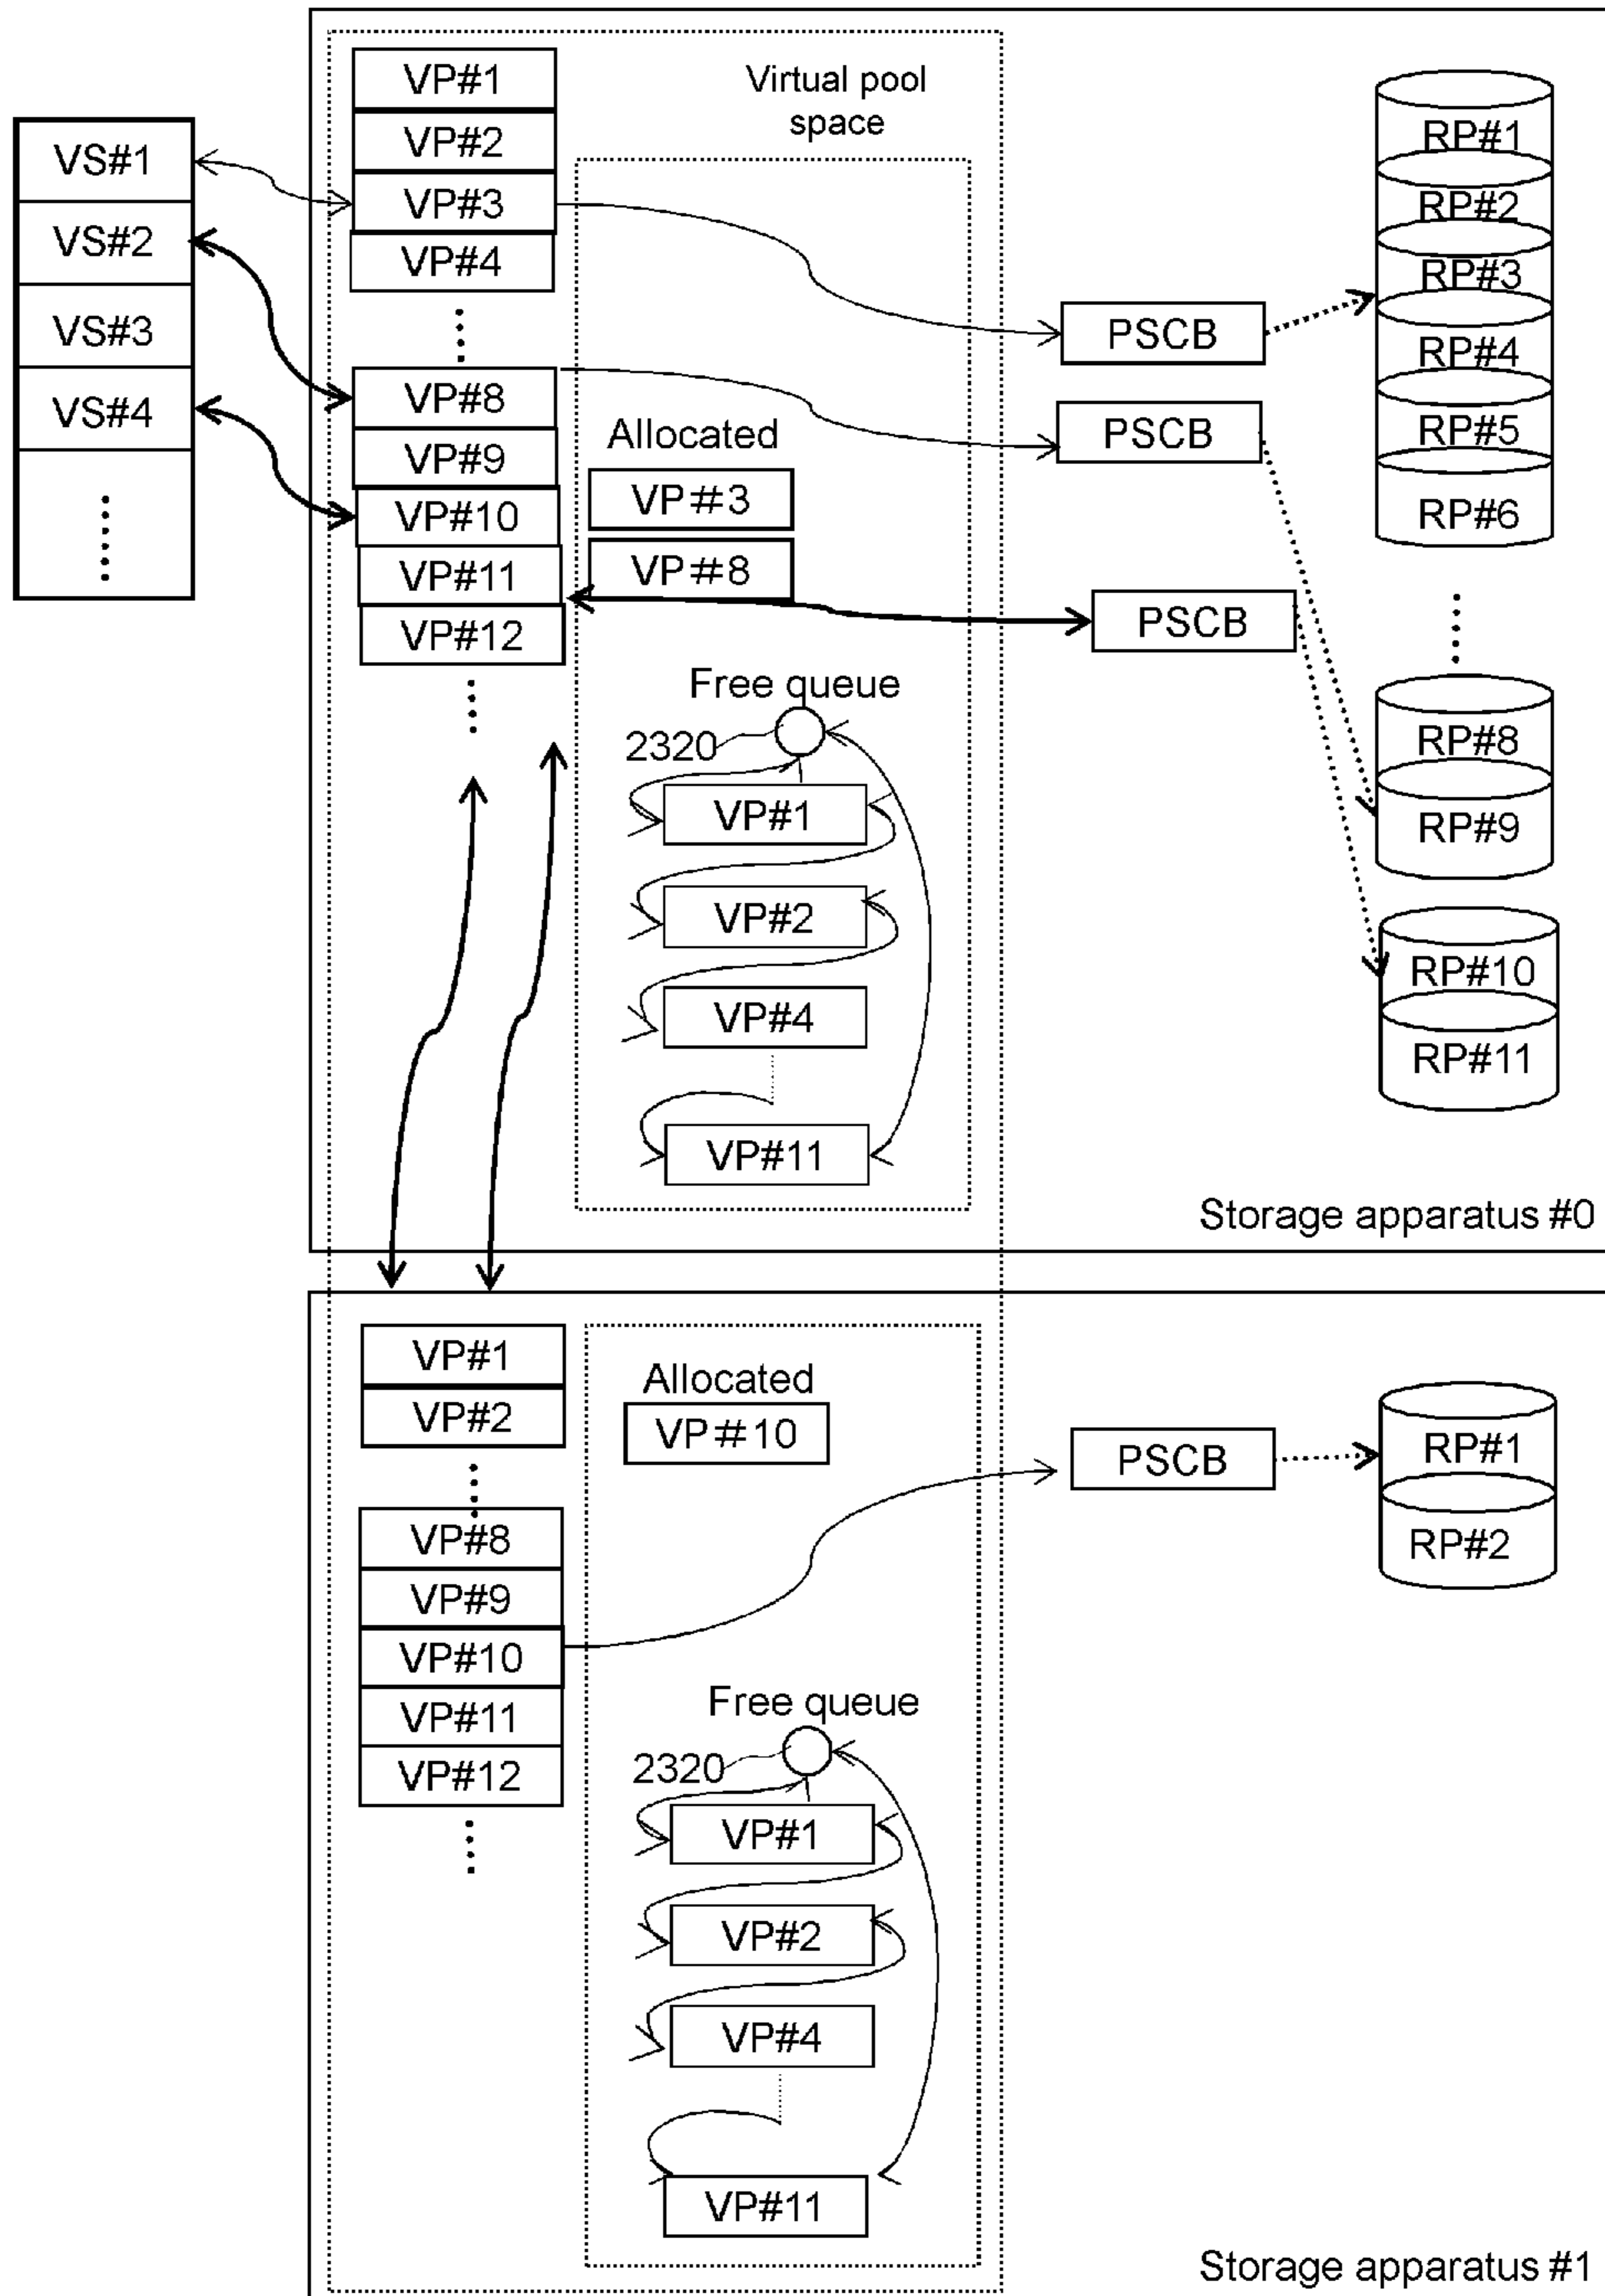 Virtual pool
space
VS#1
VS#2
VS#3
VS#4
VP#1
VP#2
VP#3
VP#4
VP#8
VP#9
VP#10
VP#11
VP#12
Allocated
VP#3
VP#8
Free queue
2320
VP#1
VP#2
VP#4
VP#11
PSCB
PSCB
PSCB
RP#1
RP#2
RP#3
RP#4
RP#5
RP#6
RP#8
RP#9
RP#10
RP#11
Storage apparatus #0
VP#1
VP#2
VP#8
VP#9
VP#10
VP#11
VP#12
Allocated
VP#10
Free queue
2320
VP#1
VP#2
VP#4
VP#11
PSCB
RP#1
RP#2
Storage apparatus #1